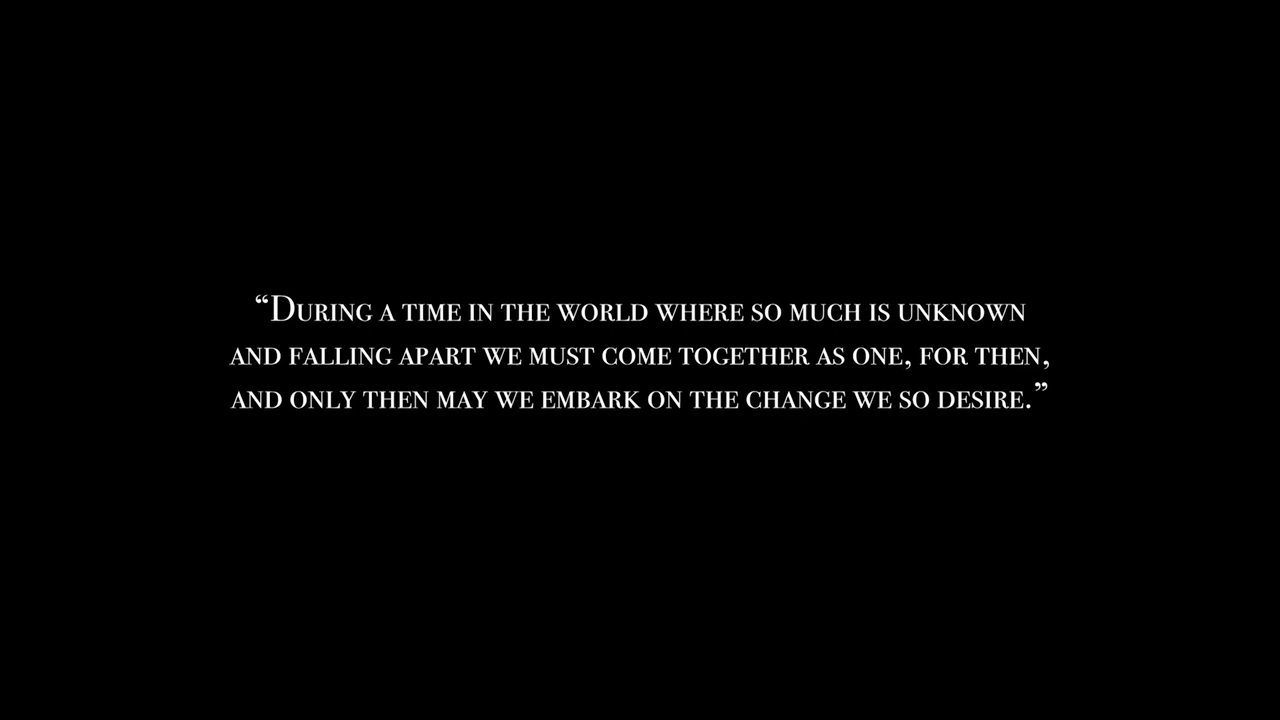 “During a time in the world where so much is unknown
and falling apart we must come together as one, for then,
and only then may we embark on the change we so desire.”